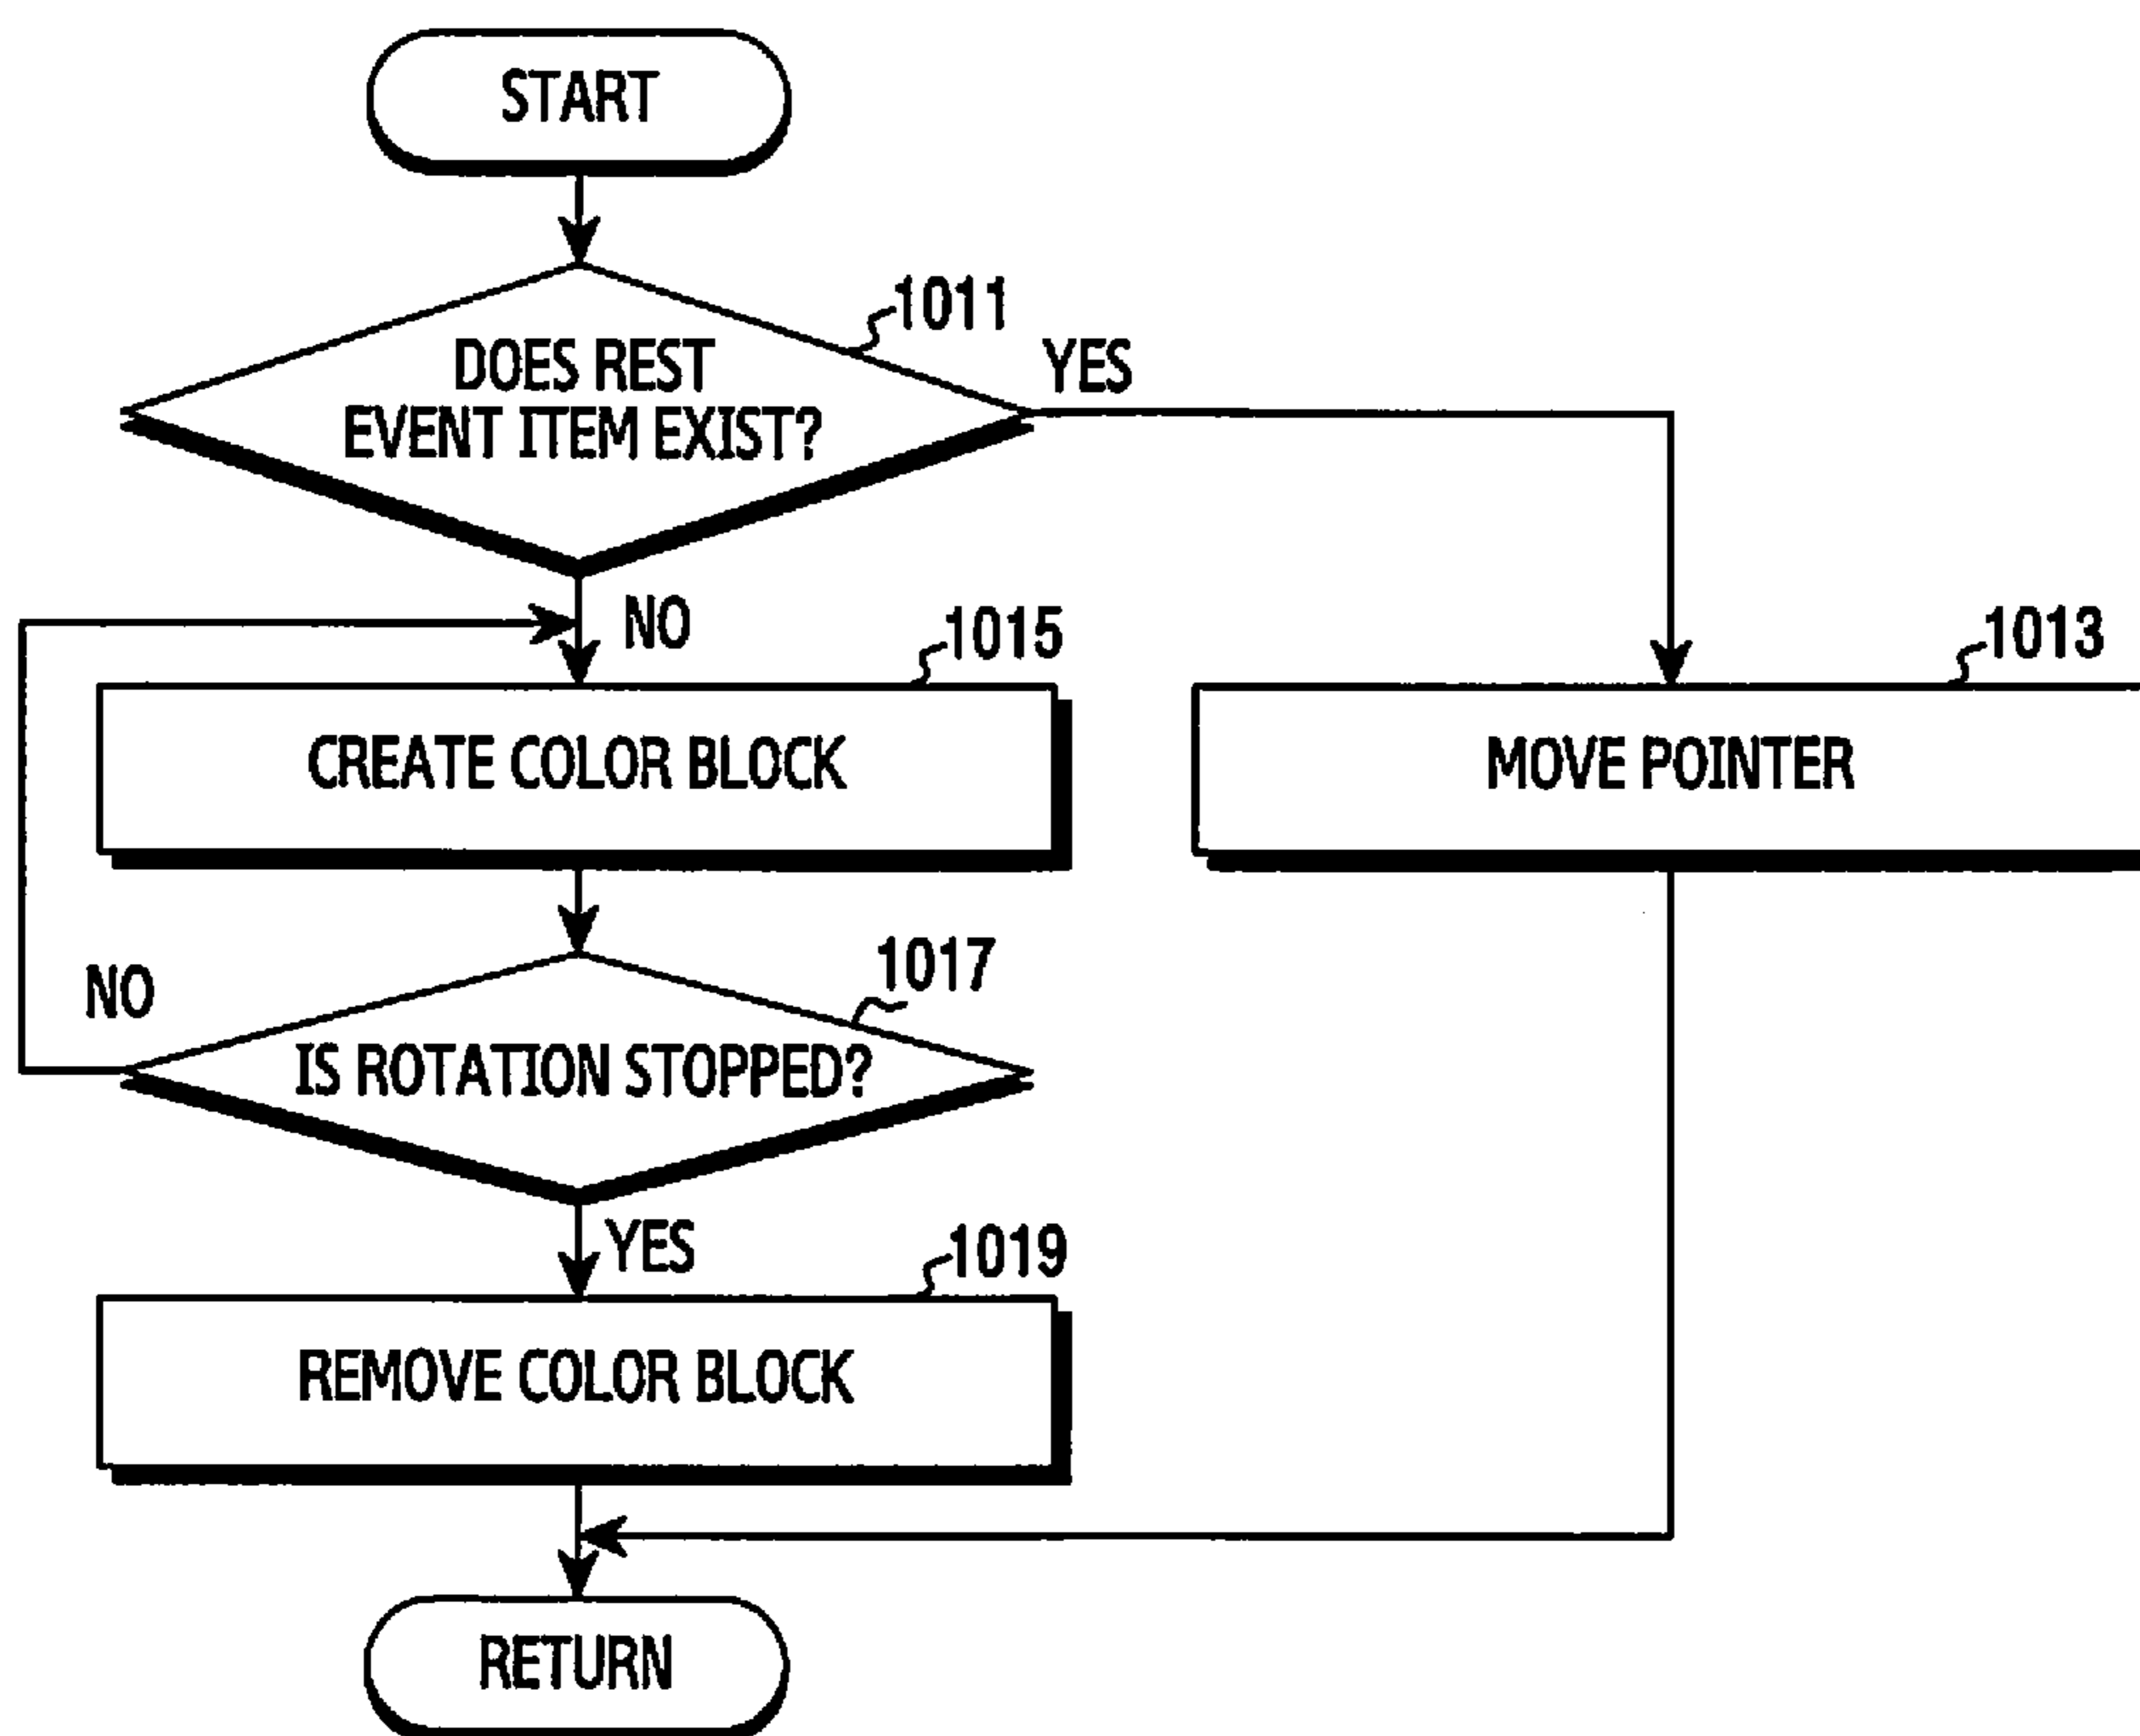 START
1011
DOES REST
EVENT ITEM EXIST?
YES
NO
1015
CREATE COLOR BLOCK
1013
MOVE POINTER
1017
NO
IS ROTATION STOPPED?
YES
1019
REMOVE COLOR BLOCK
RETURN